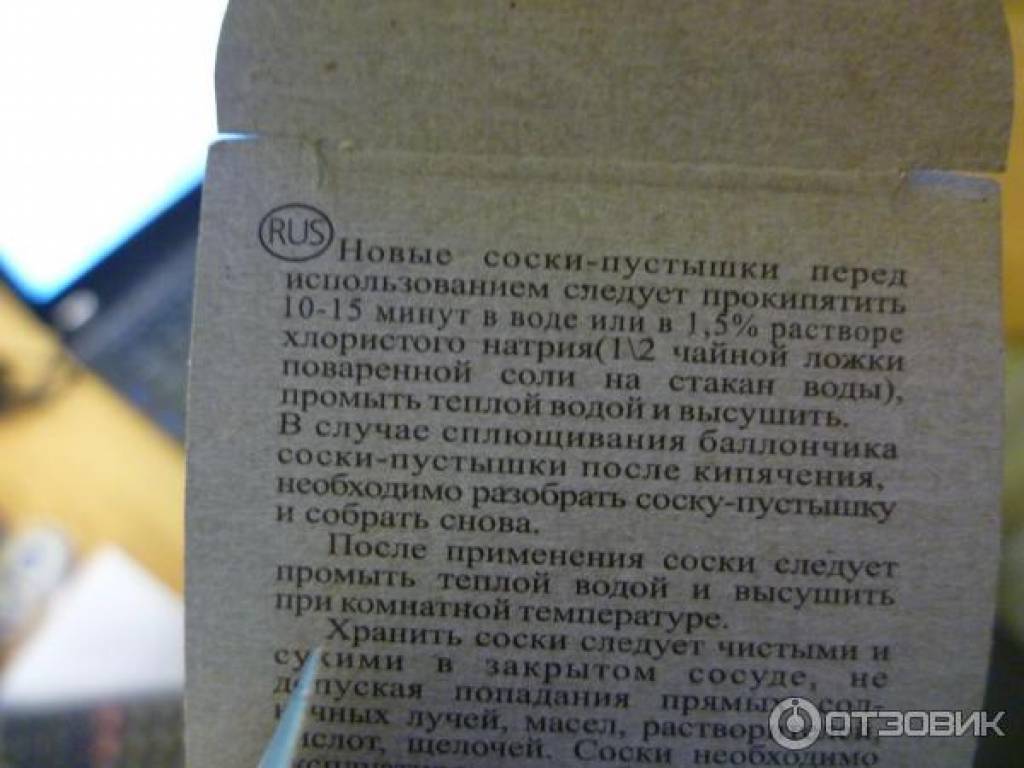 RUS
Новые соски-пустышки перед
использованием следует прокипятить
10-15 минут в воде или в 1,5% растворе
хлористого натрия(1\2 чайной ложки
поваренной соли на стакан воды),
промыть теплой водой и высушить.
В случае сплющивания баллончика
соски-пустышки после кипячения,
необходимо разобрать соску-пустышку
и собрать снова.
После применения соски следует
промыть теплой водой и высушить
при комнатной температуре.
Хранить соски следует чистыми и
сухими в закрытом сосуде, не
допуская попадания прямых сол-
нечных лучей, масел,
кислот, щелочей. Соски необходимо
ОТЗОВИК